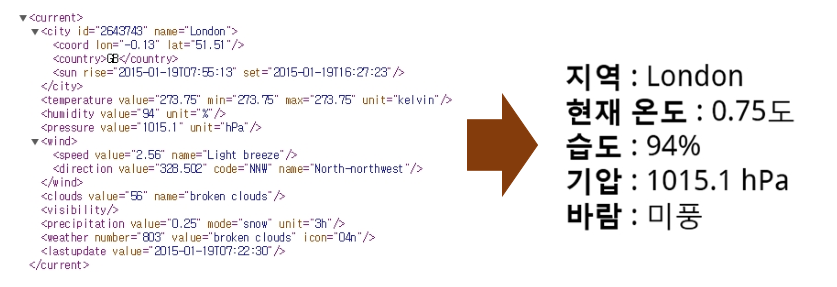 ▼<current>
▼<city id="2643743" name="London">
<coord lon="-0.13" lat="51.51"/>
<country>GB</country>
<sun rise="2015-01-19T07:55:13" set="2015-01-19T16:27:23"/>
</city>
<temperature value="273.75" min="273.75" max="273.75" unit="kelvin"/>
<humidity value="94" unit="%"/>
<pressure value="1015.1" unit="hPa"/>
▼<wind>
<speed value="2.56" name="Light breeze"/>
<direction value="328.502" code="NNW" name="North-northwest"/>
</wind>
<clouds value="56" name="broken clouds"/>
<visibility/>
<precipitation value="0.25" mode="snow" unit="3h"/>
<weather number="803" value="broken clouds" icon="04n"/>
<lastupdate value="2015-01-19T07:22:30"/>
</current>
지역 : London
현재 온도 : 0.75도
습도 : 94%
기압 : 1015.1 hPa
바람 : 미풍